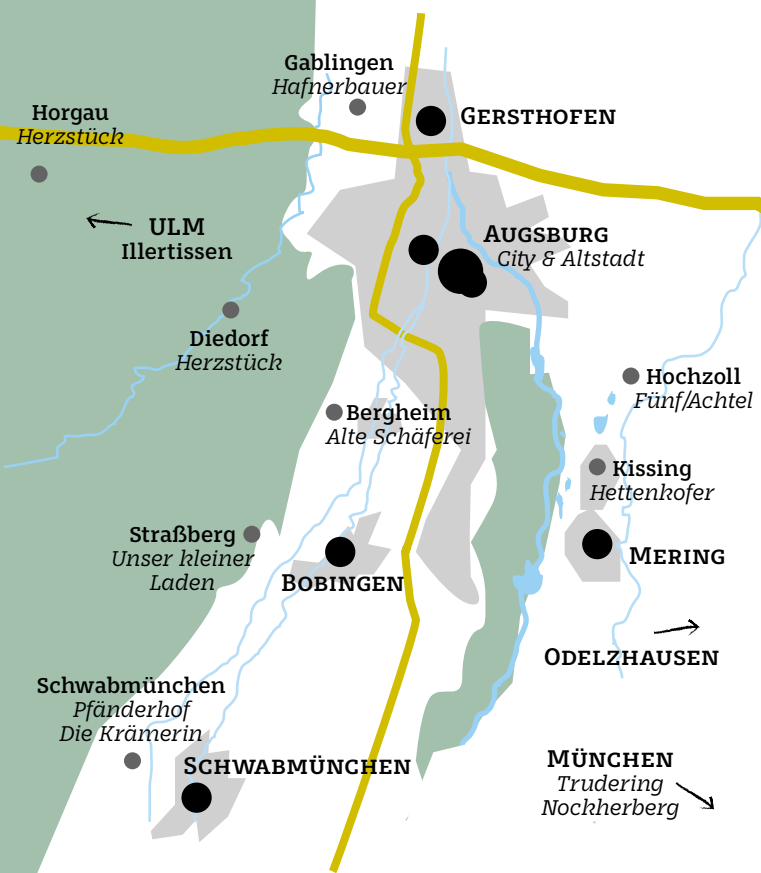 Gablingen
Hafnerbauer
Horgau
Herzstück
GERSTHOFEN
ULM
Illertissen
AUGSBURG
City & Altstadt
Diedorf
Herzstück
Hochzoll
Fünf/Achtel
Bergheim
Alte Schäferei
Kissing
Hettenkofer
Straßberg
Unser kleiner
Laden
BOBINGEN
MERING
ODELZHAUSEN
Schwabmünchen
Pfänderhof
Die Krämerin
SCHWABMÜNCHEN
MÜNCHEN
Trudering
Nockherberg